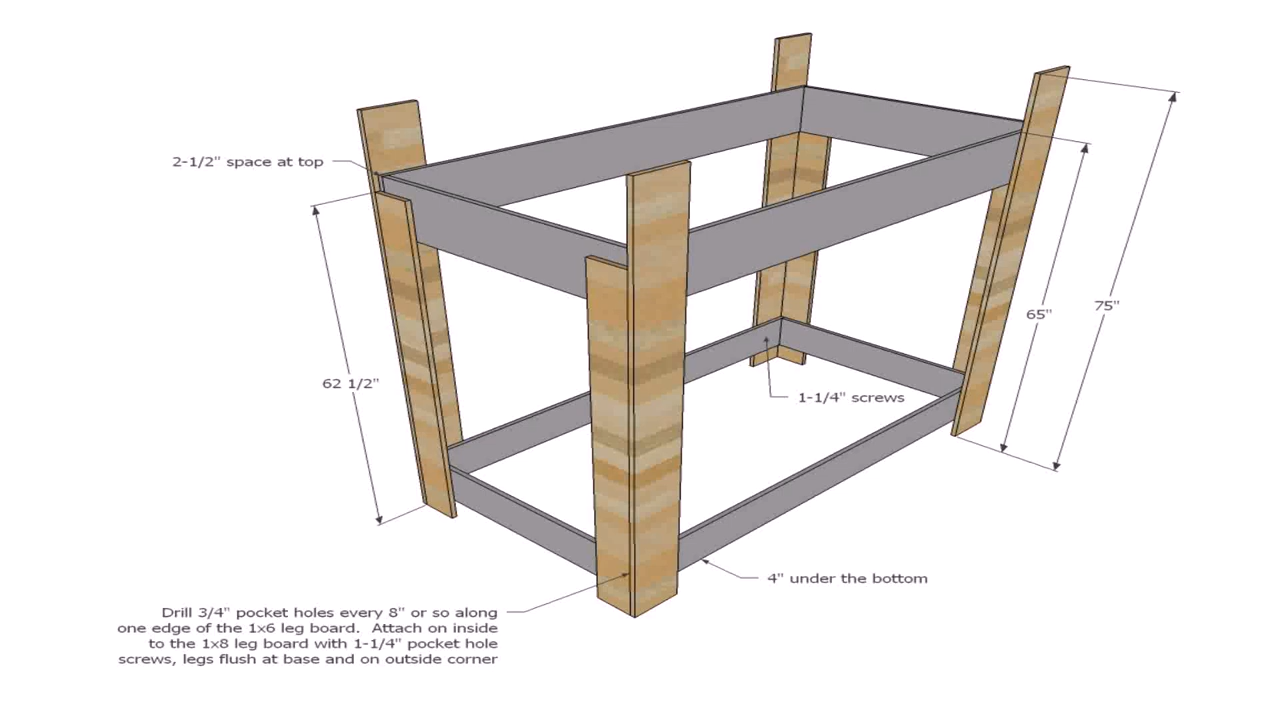 2-1/2" space at top
75"
65"
62 1/2"
1-1/4" screws
4" under the bottom
Drill 3/4" pocket holes every 8" or so along
one edge of the 1x6 leg board.  Attach on inside
to the 1x8 leg board with 1-1/4" pocket hole
screws, legs flush at base and on outside corner